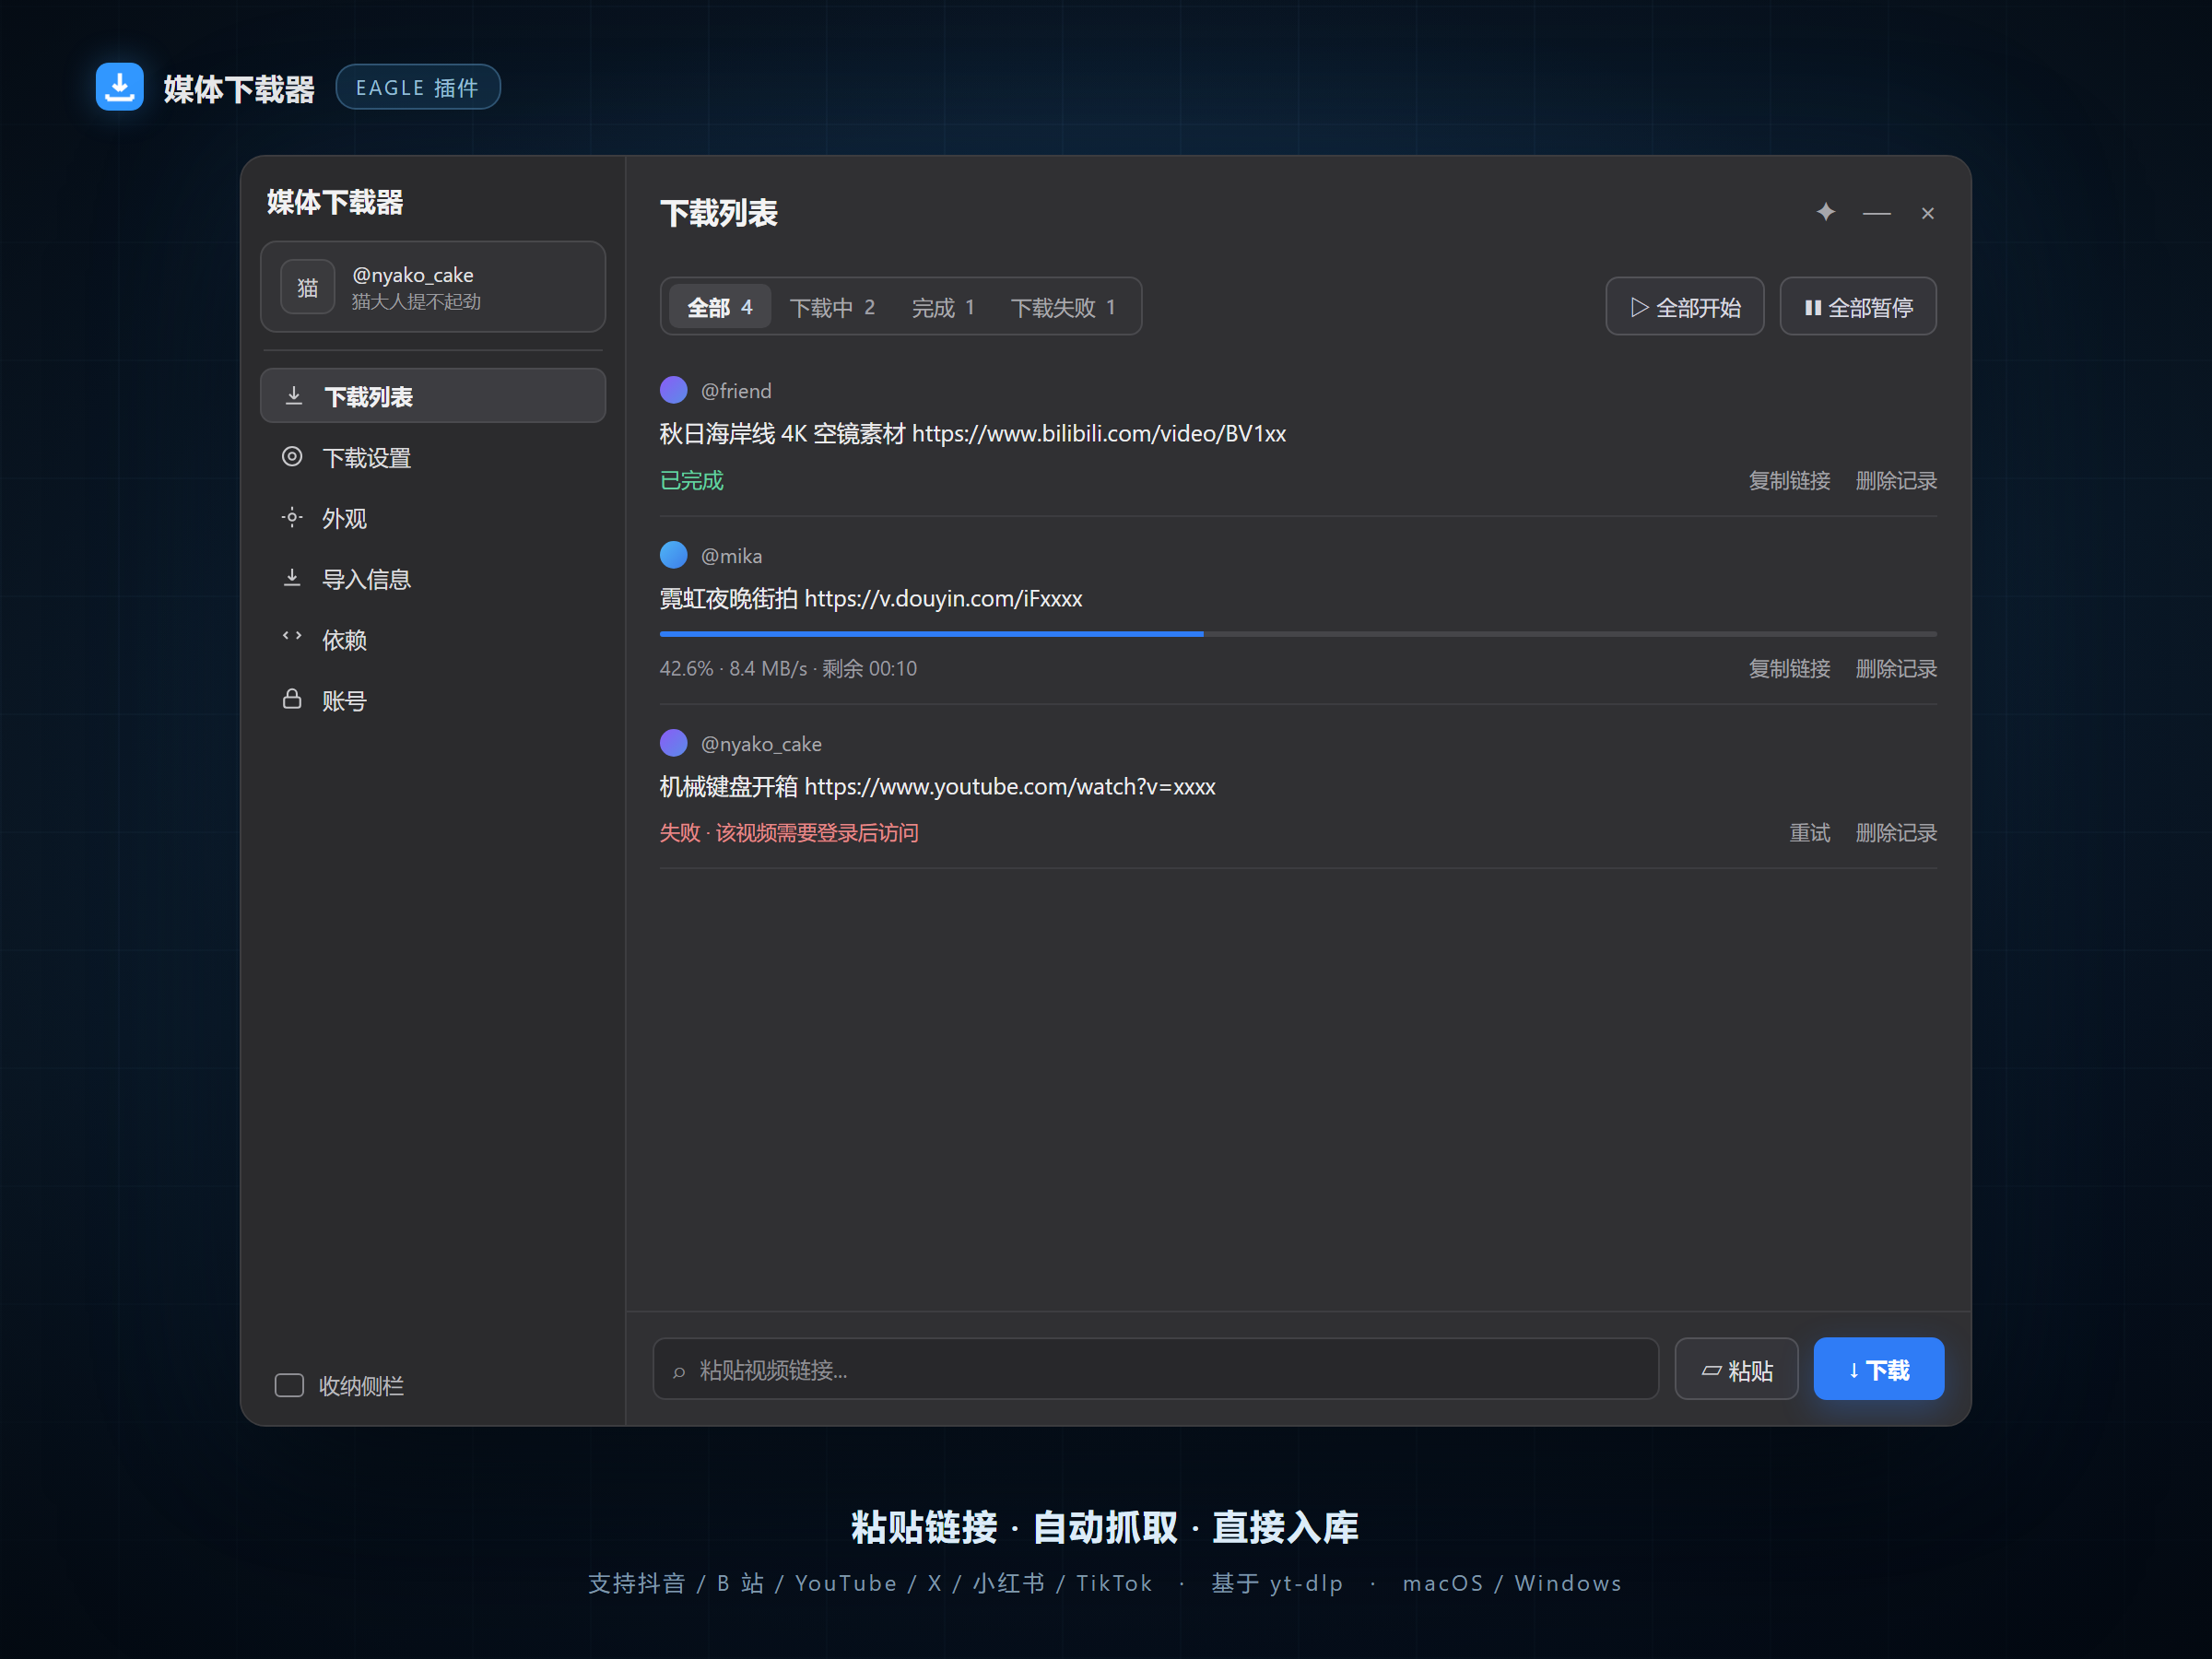 媒体下载器 EAGLE 插件
媒体下载器
猫
@nyako_cake
猫大人提不起劲
下载列表
下载设置
外观
导入信息
依赖
账号
收纳侧栏
下载列表
全部 4 下载中 2 完成 1 下载失败 1
全部开始 全部暂停
@friend
秋日海岸线 4K 空镜素材 https://www.bilibili.com/video/BV1xx
已完成 复制链接 删除记录
@mika
霓虹夜晚街拍 https://v.douyin.com/iFxxxx
42.6% · 8.4 MB/s · 剩余 00:10 复制链接 删除记录
@nyako_cake
机械键盘开箱 https://www.youtube.com/watch?v=xxxx
失败 · 该视频需要登录后访问 重试 删除记录
粘贴视频链接... 粘贴 ↓下载
粘贴链接 · 自动抓取 · 直接入库
支持抖音 / B 站 / YouTube / X / 小红书 / TikTok · 基于 yt-dlp · macOS / Windows